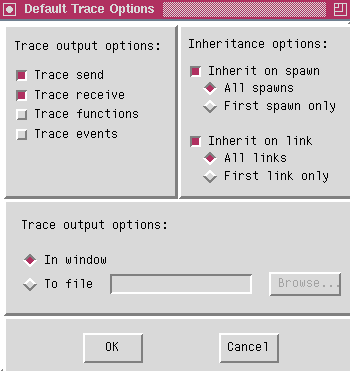 Default Trace Options
Trace output options:
Trace send
Trace receive
Trace functions
Trace events
Inheritance options:
Inherit on spawn
All spawns
First spawn only
Inherit on link
All links
First link only
Trace output options:
In window
To file
Browse...
OK
Cancel